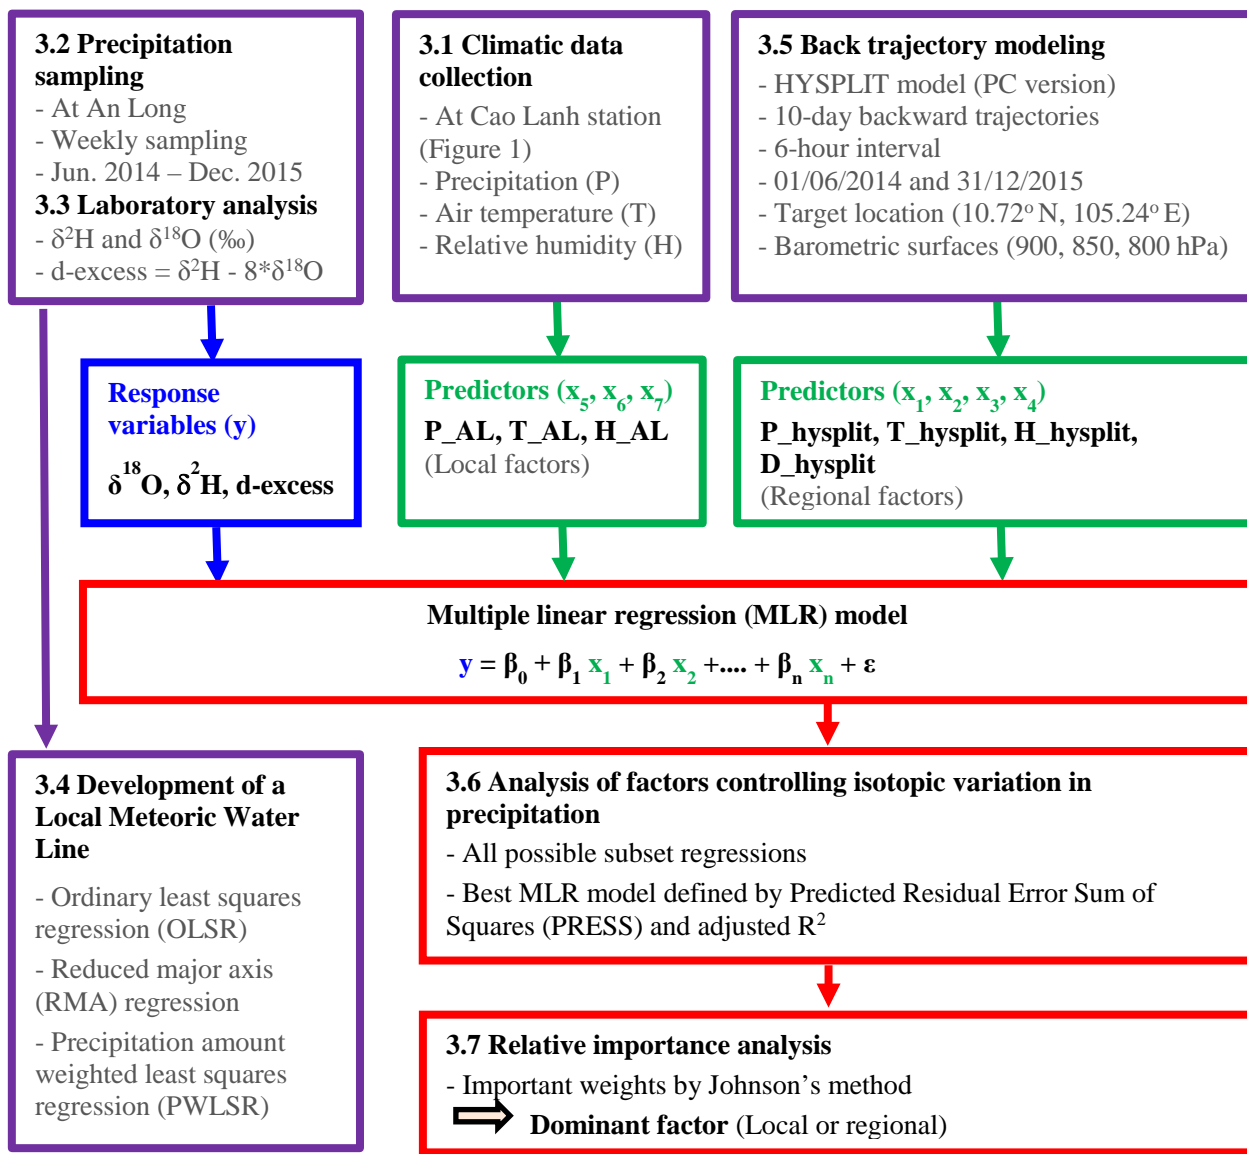 3.2 Precipitation
sampling
- At An Long
- Weekly sampling
- Jun. 2014 – Dec. 2015
3.3 Laboratory analysis
- δ²H and δ¹⁸O (‰)
- d-excess = δ²H - 8*δ¹⁸O
3.1 Climatic data
collection
- At Cao Lanh station
(Figure 1)
- Precipitation (P)
- Air temperature (T)
- Relative humidity (H)
3.5 Back trajectory modeling
- HYSPLIT model (PC version)
- 10-day backward trajectories
- 6-hour interval
- 01/06/2014 and 31/12/2015
- Target location (10.72° N, 105.24° E)
- Barometric surfaces (900, 850, 800 hPa)
Response
variables (y)
δ¹⁸O, δ²H, d-excess
Predictors (x₅, x₆, x₇)
P_AL, T_AL, H_AL
(Local factors)
Predictors (x₁, x₂, x₃, x₄)
P_hysplit, T_hysplit, H_hysplit,
D_hysplit
(Regional factors)
Multiple linear regression (MLR) model
y = β₀ + β₁ x₁ + β₂ x₂ +.... + βₙ xₙ + ε
3.4 Development of a
Local Meteoric Water
Line
- Ordinary least squares
regression (OLSR)
- Reduced major axis
(RMA) regression
- Precipitation amount
weighted least squares
regression (PWLSR)
3.6 Analysis of factors controlling isotopic variation in
precipitation
- All possible subset regressions
- Best MLR model defined by Predicted Residual Error Sum of
Squares (PRESS) and adjusted R²
3.7 Relative importance analysis
- Important weights by Johnson’s method
Dominant factor (Local or regional)